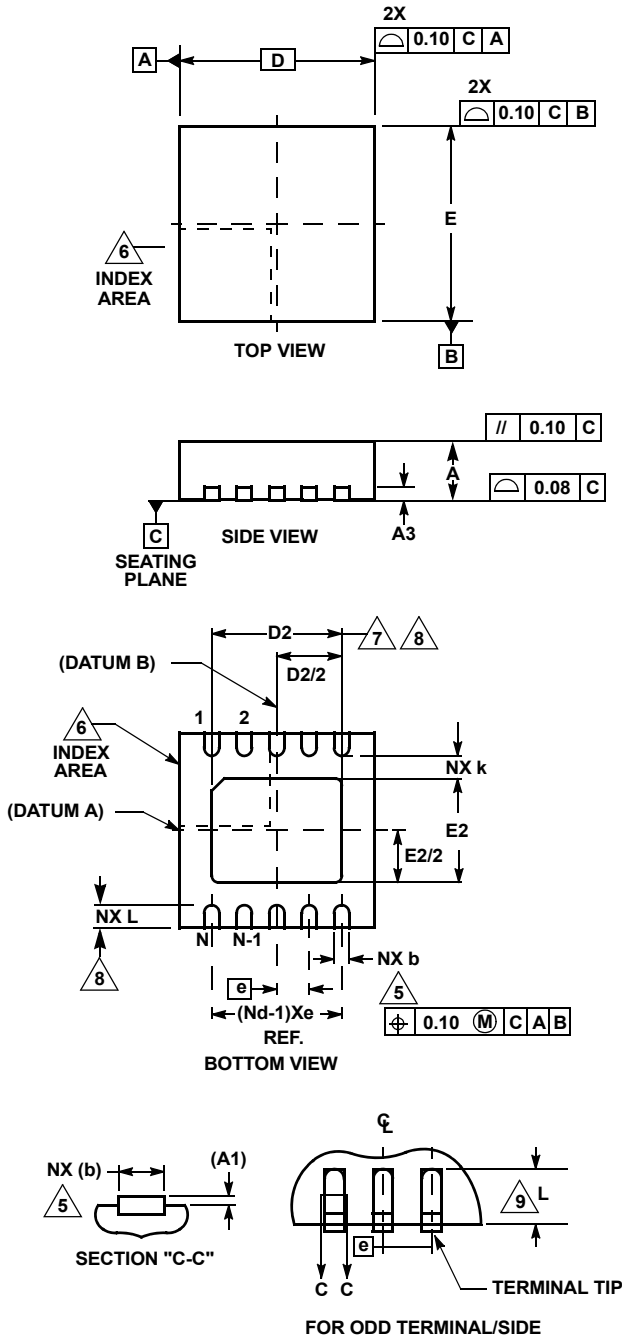 2X
⌓ 0.10 C A
A
D
2X
⌓ 0.10 C B
E
6
INDEX
AREA
TOP VIEW
B
// 0.10 C
A
⌓ 0.08 C
C
SIDE VIEW
A3
SEATING
PLANE
D2
7 8
(DATUM B)
D2/2
6
1 2
INDEX
AREA
NX k
(DATUM A)
E2
E2/2
NX L
N N-1
8
NX b
e
5
(Nd-1)Xe
⌖ 0.10 Ⓜ C A B
REF.
BOTTOM VIEW
℄
NX (b)
(A1)
5
9 L
SECTION "C-C"
e
C C
TERMINAL TIP
FOR ODD TERMINAL/SIDE